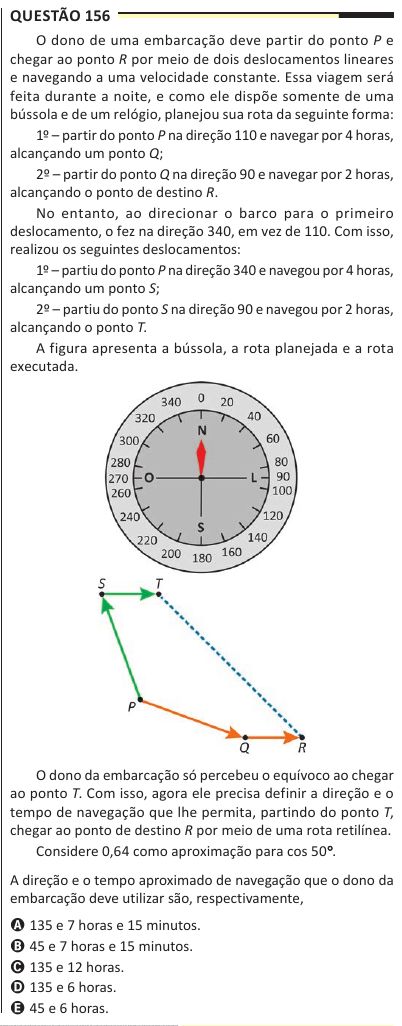 QUESTÃO 156
O dono de uma embarcação deve partir do ponto P e
chegar ao ponto R por meio de dois deslocamentos lineares
e navegando a uma velocidade constante. Essa viagem será
feita durante a noite, e como ele dispõe somente de uma
bússola e de um relógio, planejou sua rota da seguinte forma:
1º – partir do ponto P na direção 110 e navegar por 4 horas,
alcançando um ponto Q;
2º – partir do ponto Q na direção 90 e navegar por 2 horas,
alcançando o ponto de destino R.
No entanto, ao direcionar o barco para o primeiro
deslocamento, o fez na direção 340, em vez de 110. Com isso,
realizou os seguintes deslocamentos:
1º – partiu do ponto P na direção 340 e navegou por 4 horas,
alcançando um ponto S;
2º – partiu do ponto S na direção 90 e navegou por 2 horas,
alcançando o ponto T.
A figura apresenta a bússola, a rota planejada e a rota
executada.
340 0 20
320 40
300 N 60
280 80
270 O L 90
260 100
240 120
S
220 140
200 180 160
S T
P
Q R
O dono da embarcação só percebeu o equívoco ao chegar
ao ponto T. Com isso, agora ele precisa definir a direção e o
tempo de navegação que lhe permita, partindo do ponto T,
chegar ao ponto de destino R por meio de uma rota retilínea.
Considere 0,64 como aproximação para cos 50°.
A direção e o tempo aproximado de navegação que o dono da
embarcação deve utilizar são, respectivamente,
A 135 e 7 horas e 15 minutos.
B 45 e 7 horas e 15 minutos.
C 135 e 12 horas.
D 135 e 6 horas.
E 45 e 6 horas.